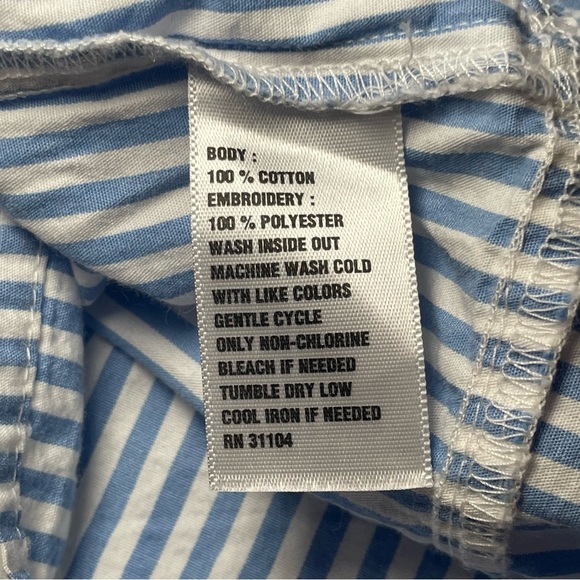 BODY :
100 % COTTON
EMBROIDERY :
100 % POLYESTER
WASH INSIDE OUT
MACHINE WASH COLD
WITH LIKE COLORS
GENTLE CYCLE
ONLY NON-CHLORINE
BLEACH IF NEEDED
TUMBLE DRY LOW
COOL IRON IF NEEDED
RN 31104